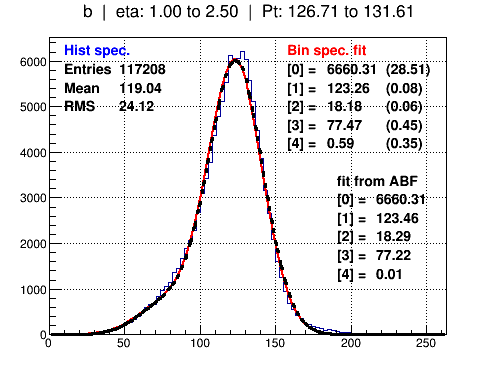 b | eta: 1.00 to 2.50 | Pt: 126.71 to 131.61
Hist spec.
Entries 117208
Mean 119.04
RMS 24.12
Bin spec. fit
[0] = 6660.31 (28.51)
[1] = 123.26 (0.08)
[2] = 18.18 (0.06)
[3] = 77.47 (0.45)
[4] = 0.59 (0.35)
fit from ABF
[0] = 6660.31
[1] = 123.46
[2] = 18.29
[3] = 77.22
[4] = 0.01
6000
5000
4000
3000
2000
1000
0
0 50 100 150 200 250